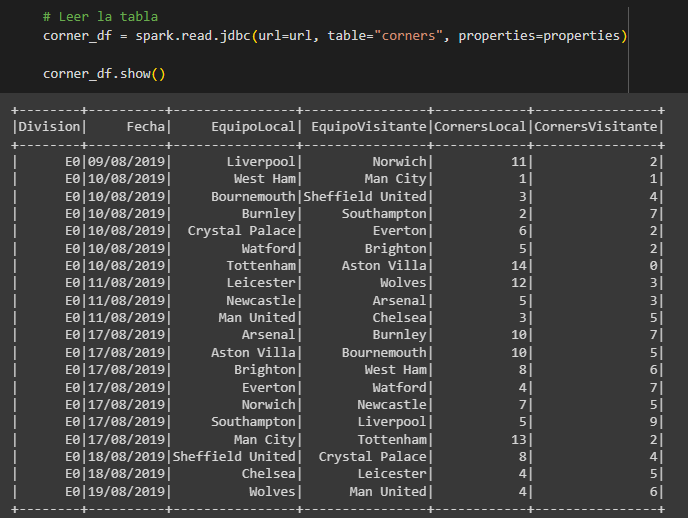 # Leer la tabla
corner_df = spark.read.jdbc(url=url, table="corners", properties=properties)
corner_df.show()
+--------+----------+----------------+----------------+------------+----------------+
|Division|     Fecha|     EquipoLocal| EquipoVisitante|CornersLocal|CornersVisitante|
+--------+----------+----------------+----------------+------------+----------------+
|      E0|09/08/2019|       Liverpool|         Norwich|          11|               2|
|      E0|10/08/2019|        West Ham|        Man City|           1|               1|
|      E0|10/08/2019|     Bournemouth|Sheffield United|           3|               4|
|      E0|10/08/2019|         Burnley|     Southampton|           2|               7|
|      E0|10/08/2019|  Crystal Palace|         Everton|           6|               2|
|      E0|10/08/2019|         Watford|        Brighton|           5|               2|
|      E0|10/08/2019|       Tottenham|     Aston Villa|          14|               0|
|      E0|11/08/2019|       Leicester|          Wolves|          12|               3|
|      E0|11/08/2019|       Newcastle|         Arsenal|           5|               3|
|      E0|11/08/2019|      Man United|         Chelsea|           3|               5|
|      E0|17/08/2019|         Arsenal|         Burnley|          10|               7|
|      E0|17/08/2019|     Aston Villa|     Bournemouth|          10|               5|
|      E0|17/08/2019|        Brighton|        West Ham|           8|               6|
|      E0|17/08/2019|         Everton|         Watford|           4|               7|
|      E0|17/08/2019|         Norwich|       Newcastle|           7|               5|
|      E0|17/08/2019|     Southampton|       Liverpool|           5|               9|
|      E0|17/08/2019|        Man City|       Tottenham|          13|               2|
|      E0|18/08/2019|Sheffield United|  Crystal Palace|           8|               4|
|      E0|18/08/2019|         Chelsea|       Leicester|           4|               5|
|      E0|19/08/2019|          Wolves|      Man United|           4|               6|
+--------+----------+----------------+----------------+------------+----------------+